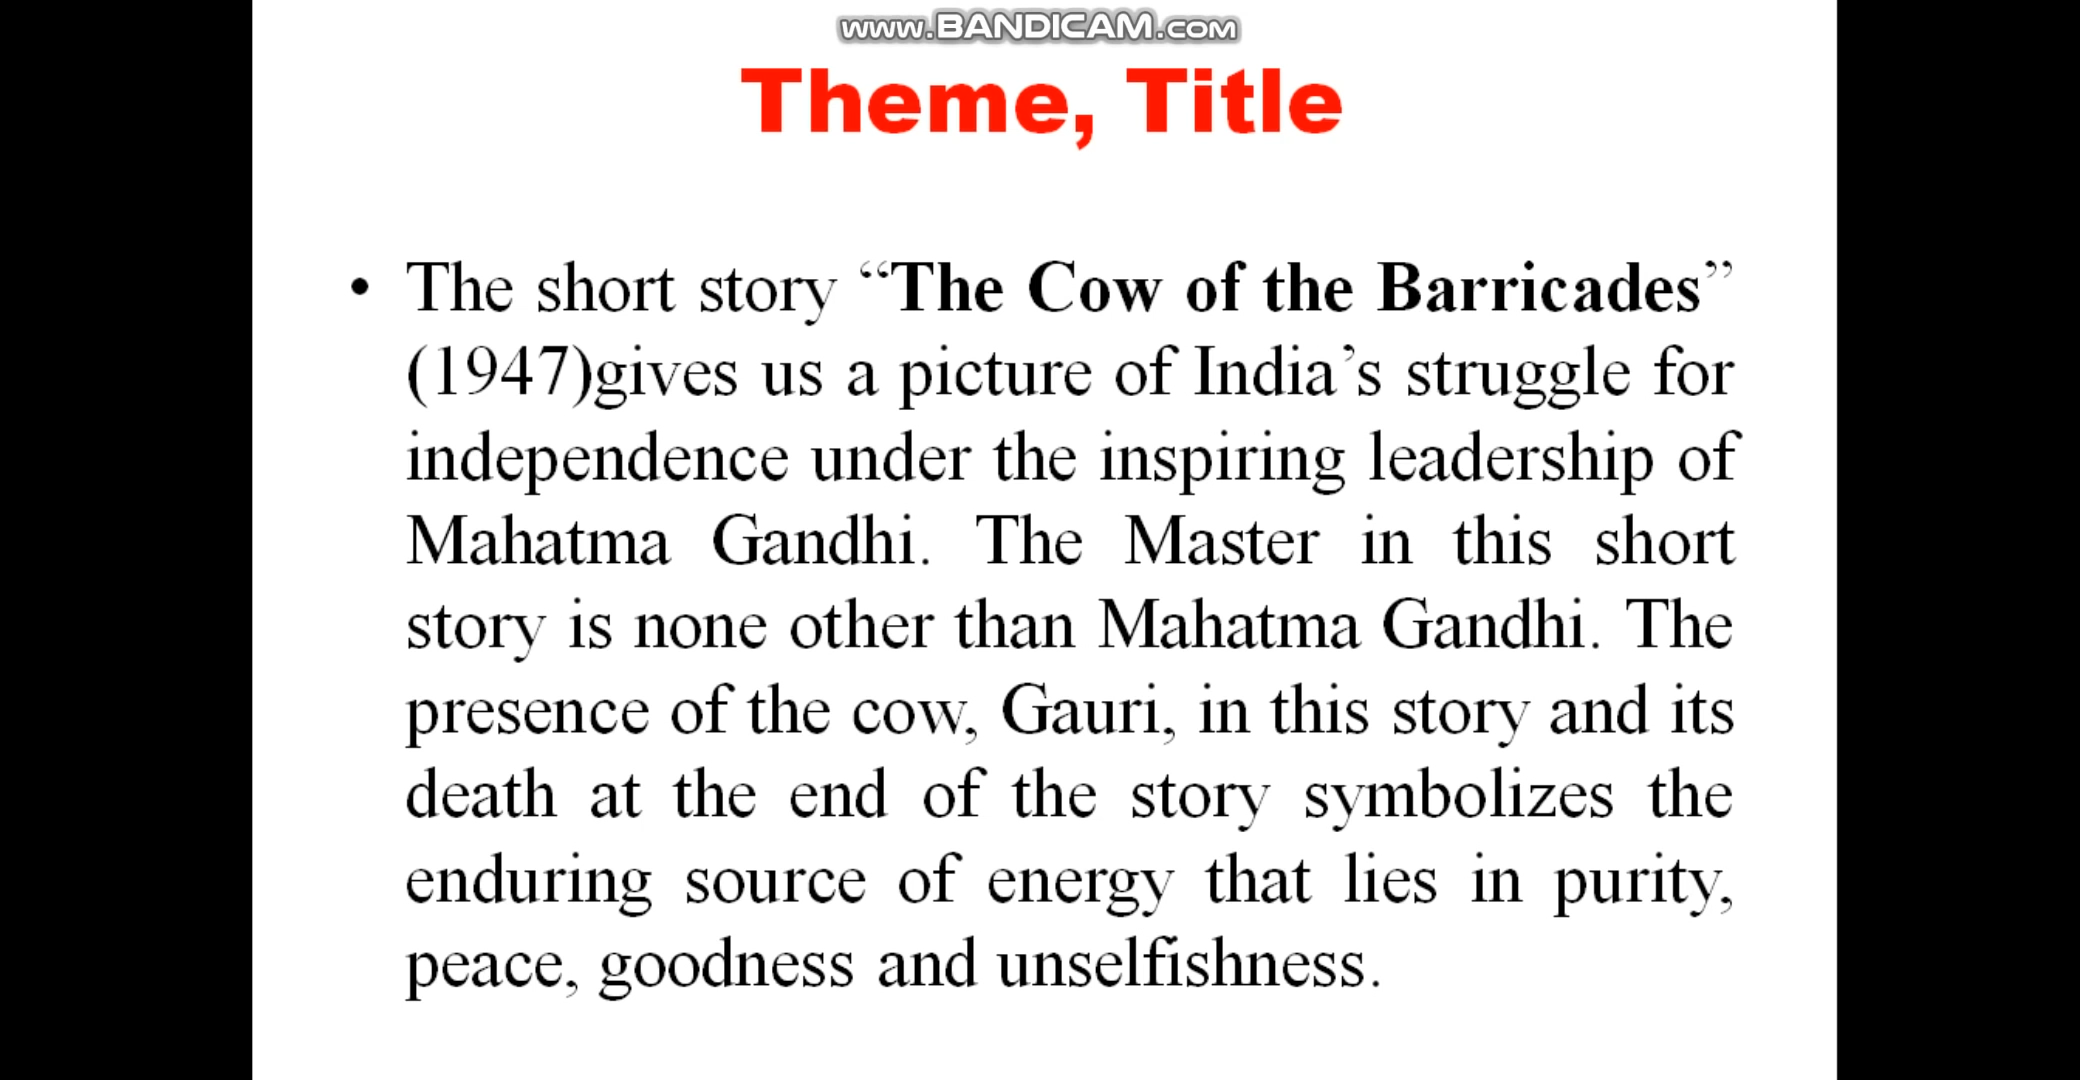 www.BANDICAM.COM
Theme, Title
• The short story “The Cow of the Barricades”
(1947)gives us a picture of India’s struggle for
independence under the inspiring leadership of
Mahatma Gandhi. The Master in this short
story is none other than Mahatma Gandhi. The
presence of the cow, Gauri, in this story and its
death at the end of the story symbolizes the
enduring source of energy that lies in purity,
peace, goodness and unselfishness.